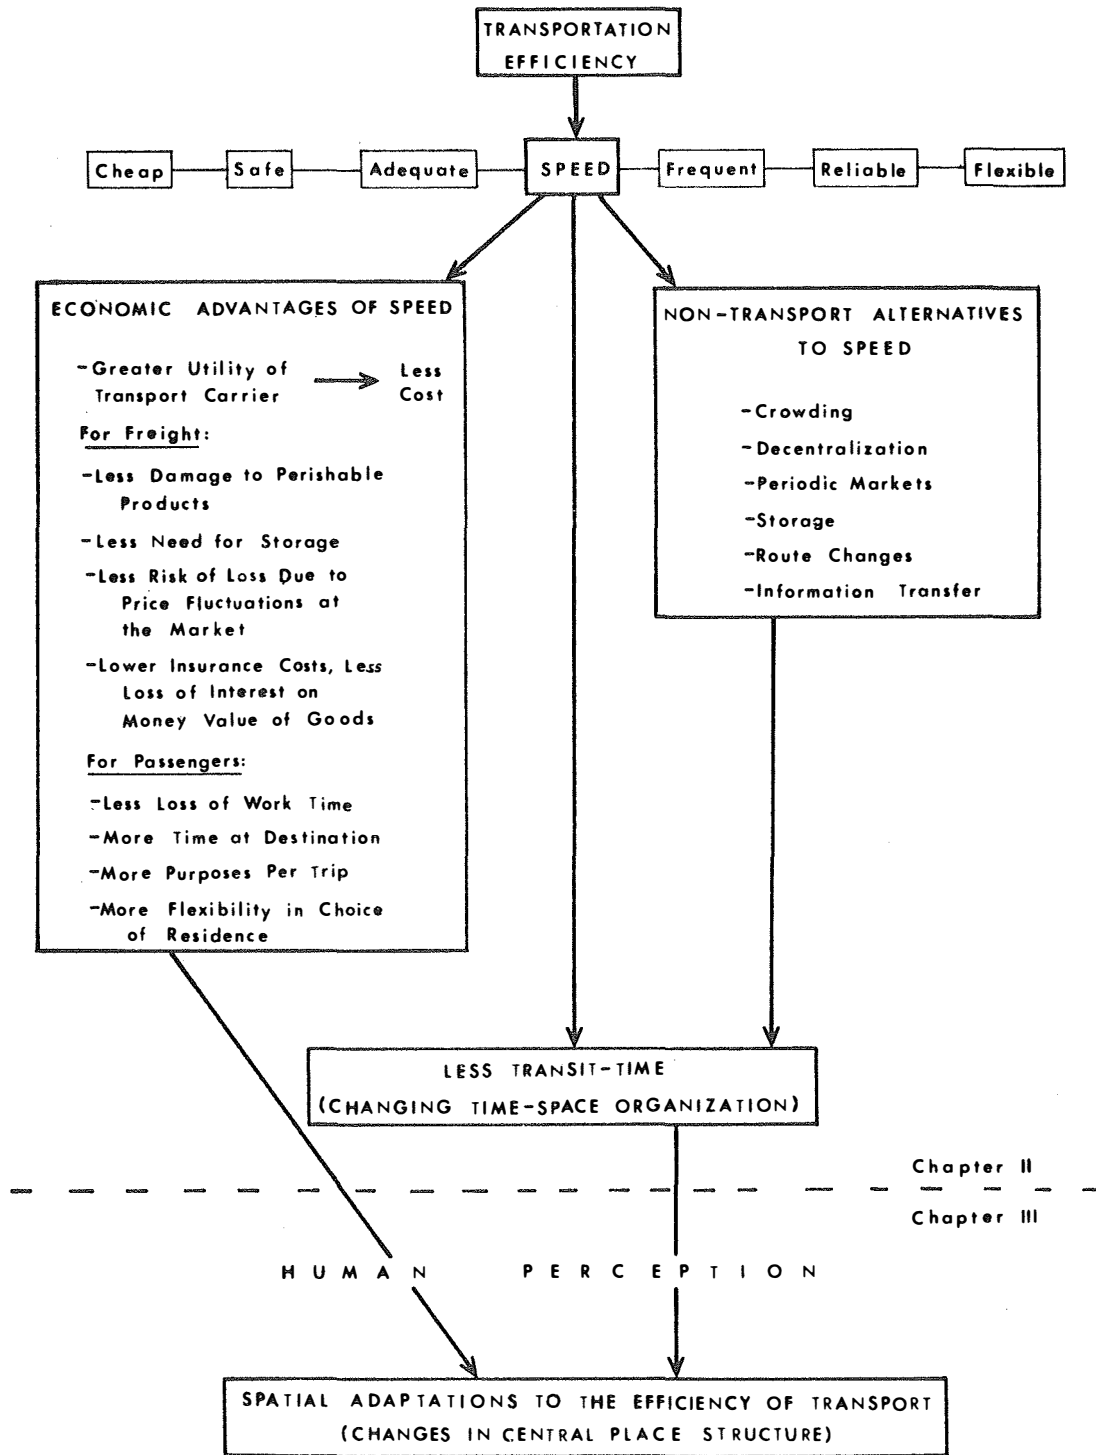 TRANSPORTATION
EFFICIENCY
Cheap
Safe
Adequate
SPEED
Frequent
Reliable
Flexible
ECONOMIC ADVANTAGES OF SPEED
-Greater Utility of
Transport Carrier
Less
Cost
For Freight:
-Less Damage to Perishable
Products
-Less Need for Storage
-Less Risk of Loss Due to
Price Fluctuations at
the Market
-Lower Insurance Costs, Less
Loss of Interest on
Money Value of Goods
For Passengers:
-Less Loss of Work Time
-More Time at Destination
-More Purposes Per Trip
-More Flexibility in Choice
of Residence
NON-TRANSPORT ALTERNATIVES
TO SPEED
-Crowding
-Decentralization
-Periodic Markets
-Storage
-Route Changes
-Information Transfer
LESS TRANSIT-TIME
(CHANGING TIME-SPACE ORGANIZATION)
Chapter II
Chapter III
HUMAN PERCEPTION
SPATIAL ADAPTATIONS TO THE EFFICIENCY OF TRANSPORT
(CHANGES IN CENTRAL PLACE STRUCTURE)